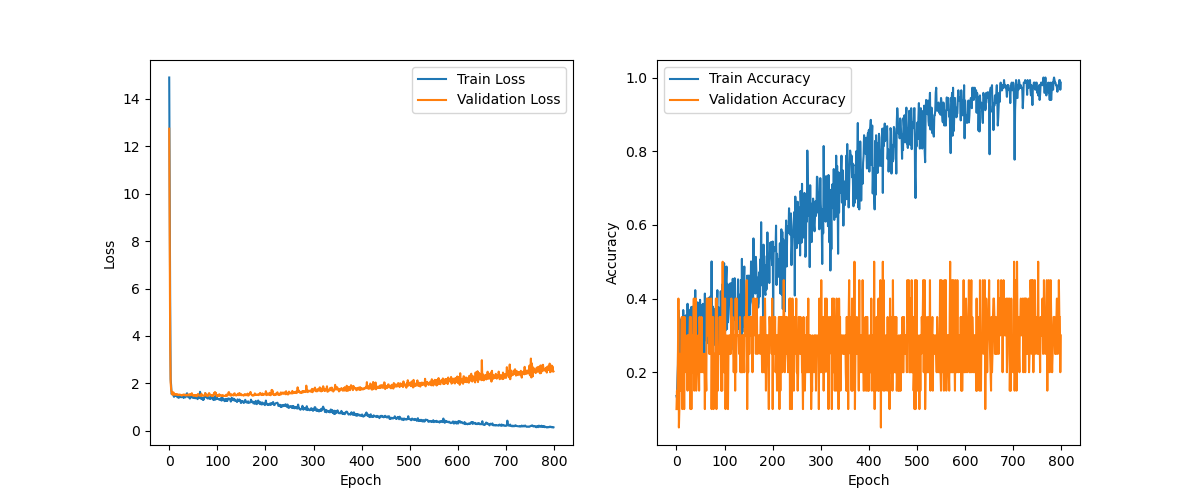 Train Loss
Validation Loss
14
12
10
8
6
4
2
0
0 100 200 300 400 500 600 700 800
Epoch
Loss
Train Accuracy
Validation Accuracy
1.0
0.8
0.6
0.4
0.2
0 100 200 300 400 500 600 700 800
Epoch
Accuracy